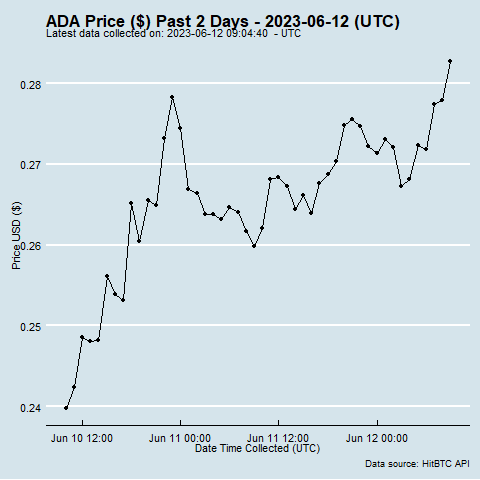 ADA Price ($) Past 2 Days - 2023-06-12 (UTC)
Latest data collected on: 2023-06-12 09:04:40  - UTC
0.28
0.27
0.26
0.25
0.24
Price USD ($)
Jun 10 12:00
Jun 11 00:00
Jun 11 12:00
Jun 12 00:00
Date Time Collected (UTC)
Data source: HitBTC API